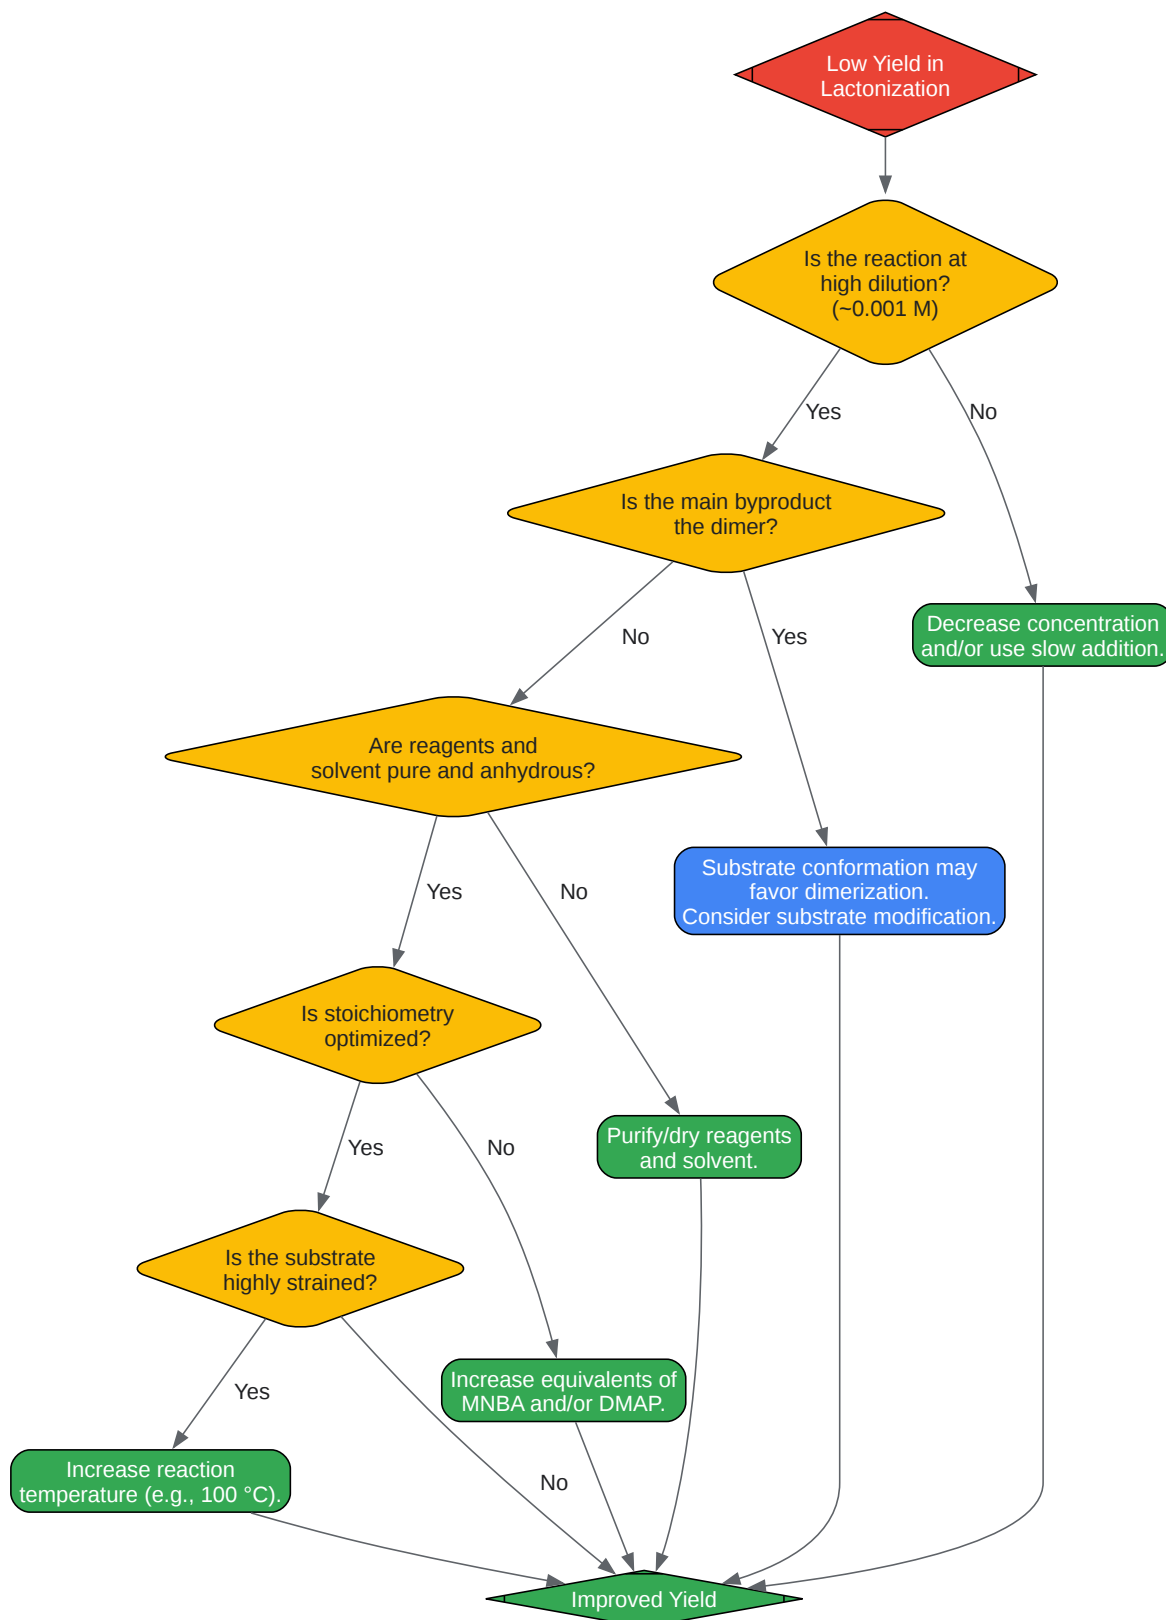 Low Yield in
Lactonization
Is the reaction at
high dilution?
(~0.001 M)
Yes
No
Is the main byproduct
the dimer?
No
Yes
Decrease concentration
and/or use slow addition.
Are reagents and
solvent pure and anhydrous?
Yes
No
Substrate conformation may
favor dimerization.
Consider substrate modification.
Is stoichiometry
optimized?
Yes
No
Purify/dry reagents
and solvent.
Is the substrate
highly strained?
Yes
No
Increase equivalents of
MNBA and/or DMAP.
Increase reaction
temperature (e.g., 100 °C).
Improved Yield